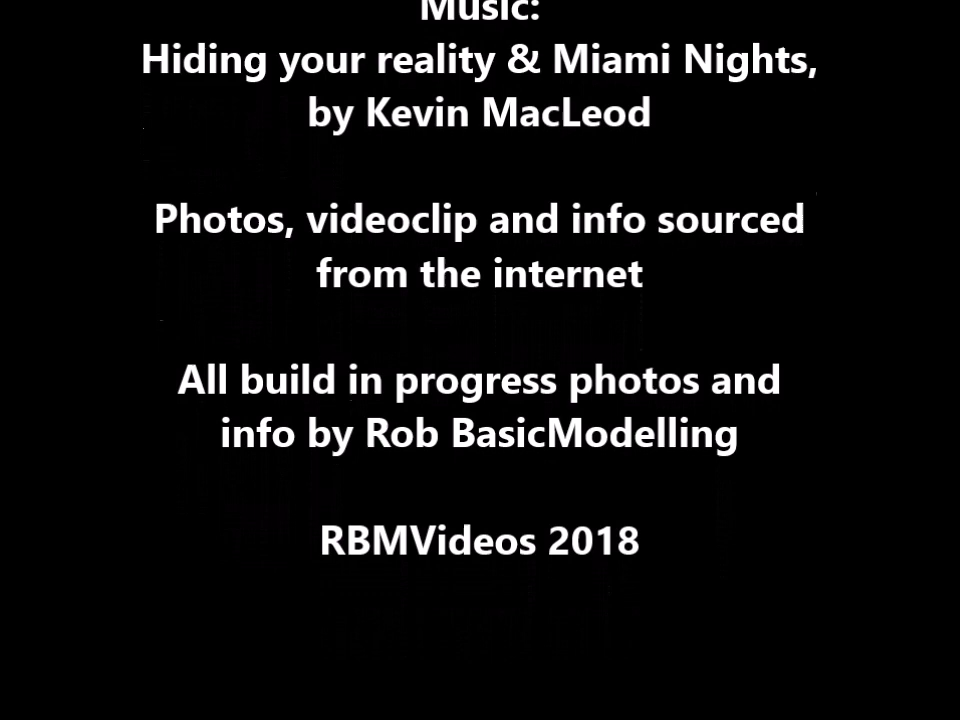 Music:
Hiding your reality & Miami Nights,
by Kevin MacLeod
Photos, videoclip and info sourced
from the internet
All build in progress photos and
info by Rob BasicModelling
RBMVideos 2018